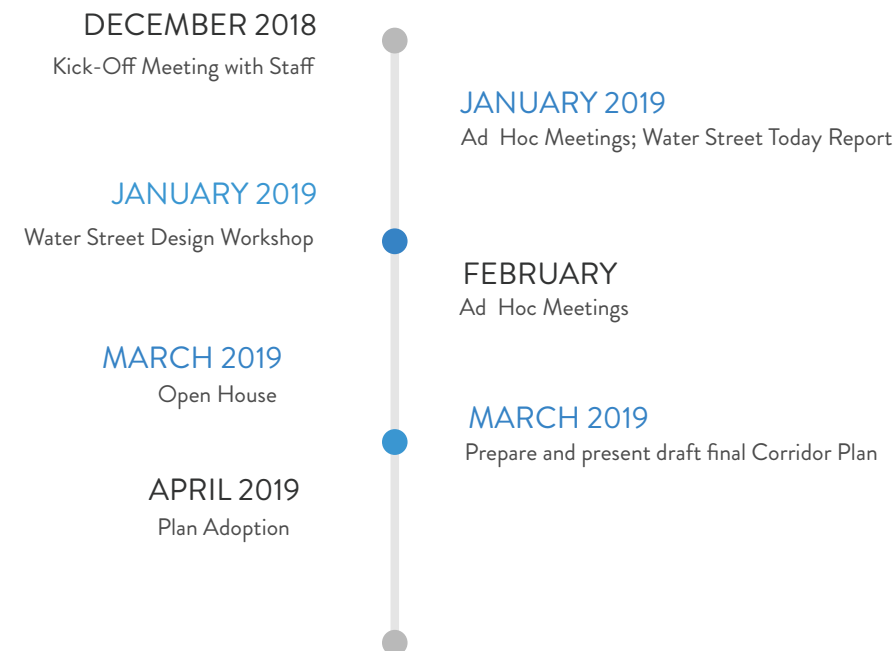 DECEMBER 2018
Kick-Off Meeting with Staff
JANUARY 2019
Ad Hoc Meetings; Water Street Today Report
JANUARY 2019
Water Street Design Workshop
FEBRUARY
Ad Hoc Meetings
MARCH 2019
Open House
MARCH 2019
Prepare and present draft final Corridor Plan
APRIL 2019
Plan Adoption